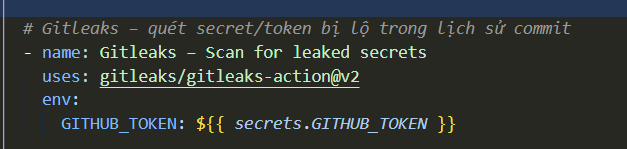 # Gitleaks – quét secret/token bị lộ trong lịch sử commit
- name: Gitleaks – Scan for leaked secrets
uses: gitleaks/gitleaks-action@v2
env:
GITHUB_TOKEN: ${{ secrets.GITHUB_TOKEN }}